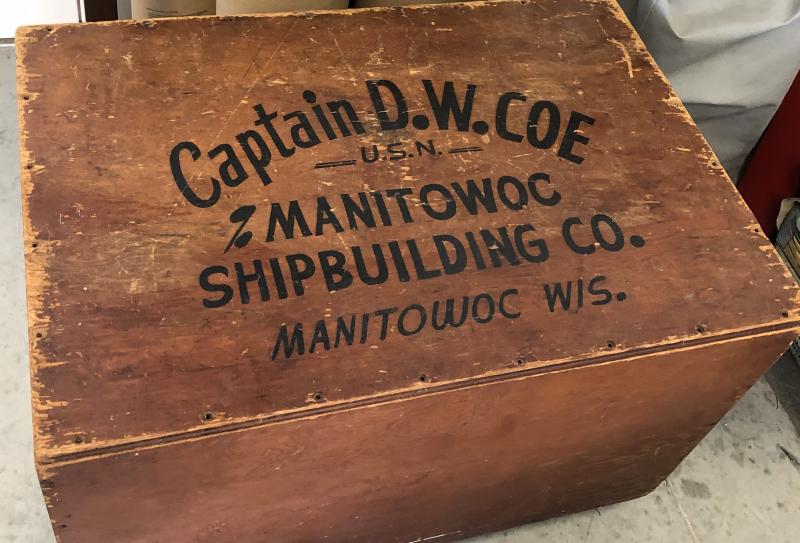 Captain D.W. COE
U.S.N.
% MANITOWOC
SHIPBUILDING CO.
MANITOWOC WIS.